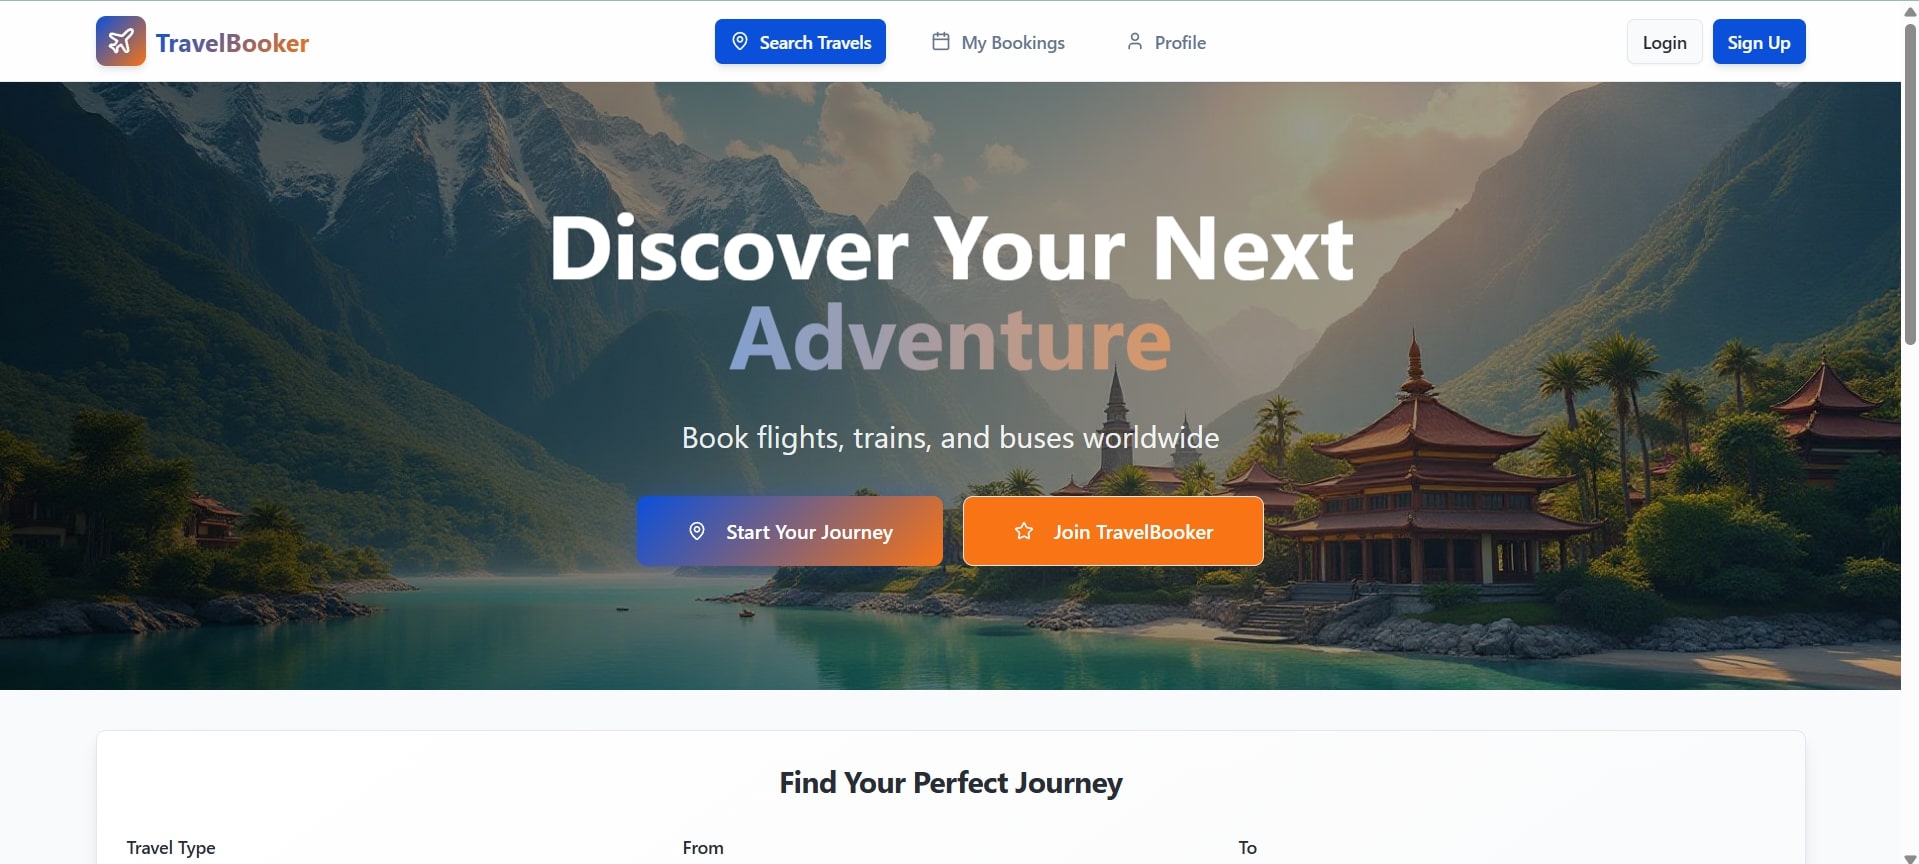 TravelBooker
Search Travels
My Bookings
Profile
Login
Sign Up
Discover Your Next
Adventure
Book flights, trains, and buses worldwide
Start Your Journey
Join TravelBooker
Find Your Perfect Journey
Travel Type
From
To